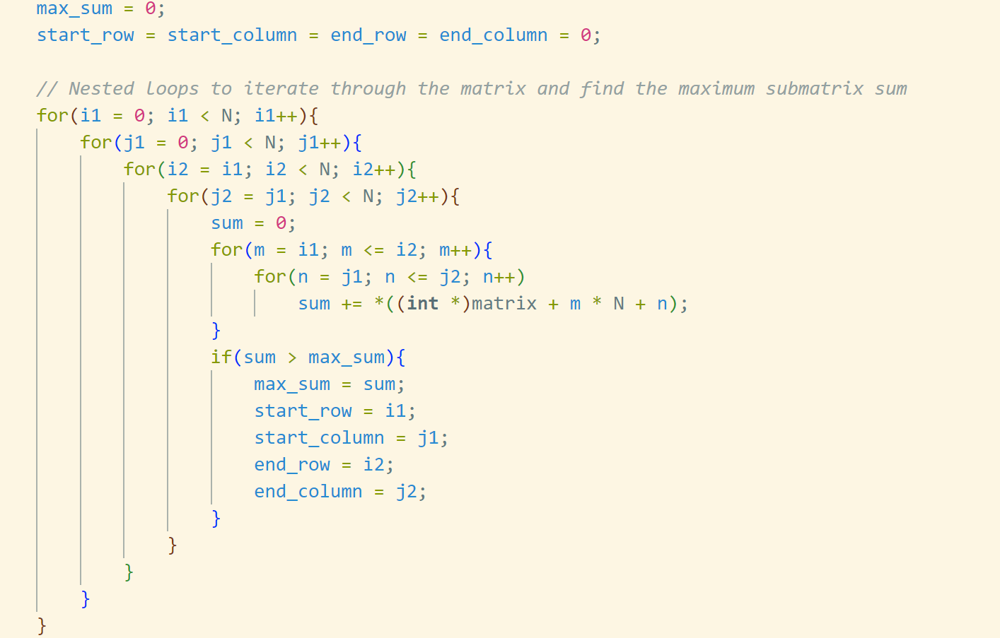 max_sum = 0;
start_row = start_column = end_row = end_column = 0;
// Nested loops to iterate through the matrix and find the maximum submatrix sum
for(i1 = 0; i1 < N; i1++){
for(j1 = 0; j1 < N; j1++){
for(i2 = i1; i2 < N; i2++){
for(j2 = j1; j2 < N; j2++){
sum = 0;
for(m = i1; m <= i2; m++){
for(n = j1; n <= j2; n++)
sum += *((int *)matrix + m * N + n);
}
if(sum > max_sum){
max_sum = sum;
start_row = i1;
start_column = j1;
end_row = i2;
end_column = j2;
}
}
}
}
}